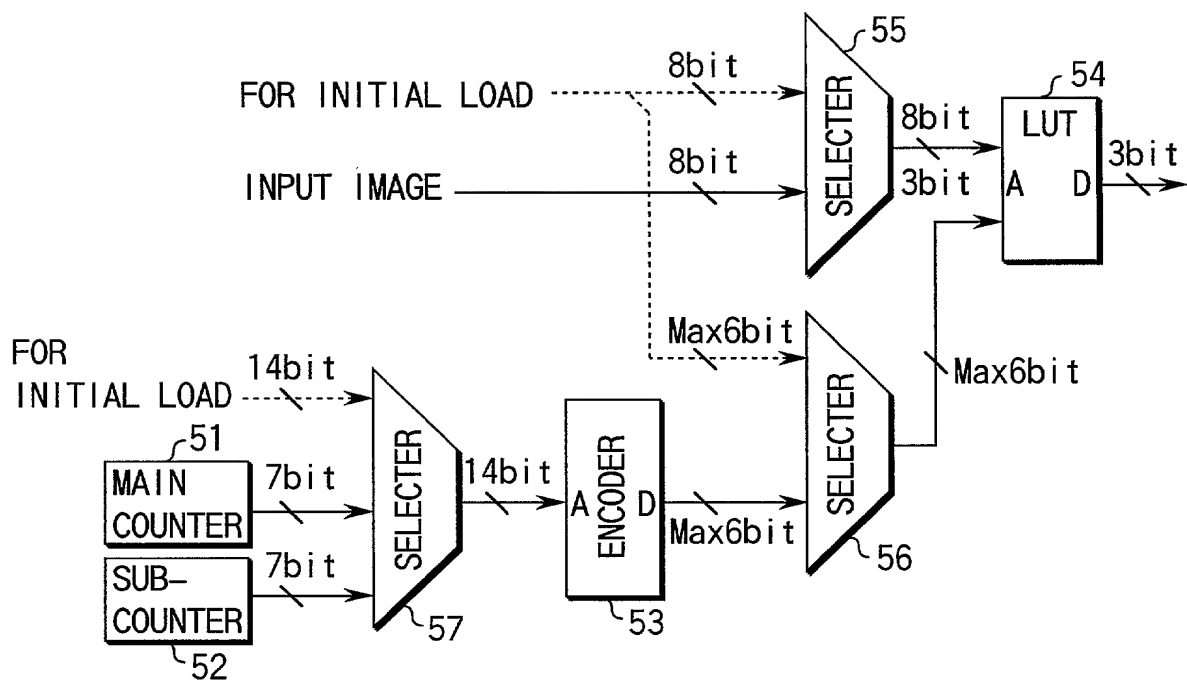 55
8bit
54
FOR INITIAL LOAD
SELECTER
8bit
LUT
3bit
8bit
INPUT IMAGE
3bit
A
D
Max6bit
FOR
INITIAL LOAD
14bit
SELECTER
Max6bit
51
MAIN
COUNTER
7bit
SELECTER
14bit
A
ENCODER
D
Max6bit
56
SUB-
COUNTER
7bit
57
53
52